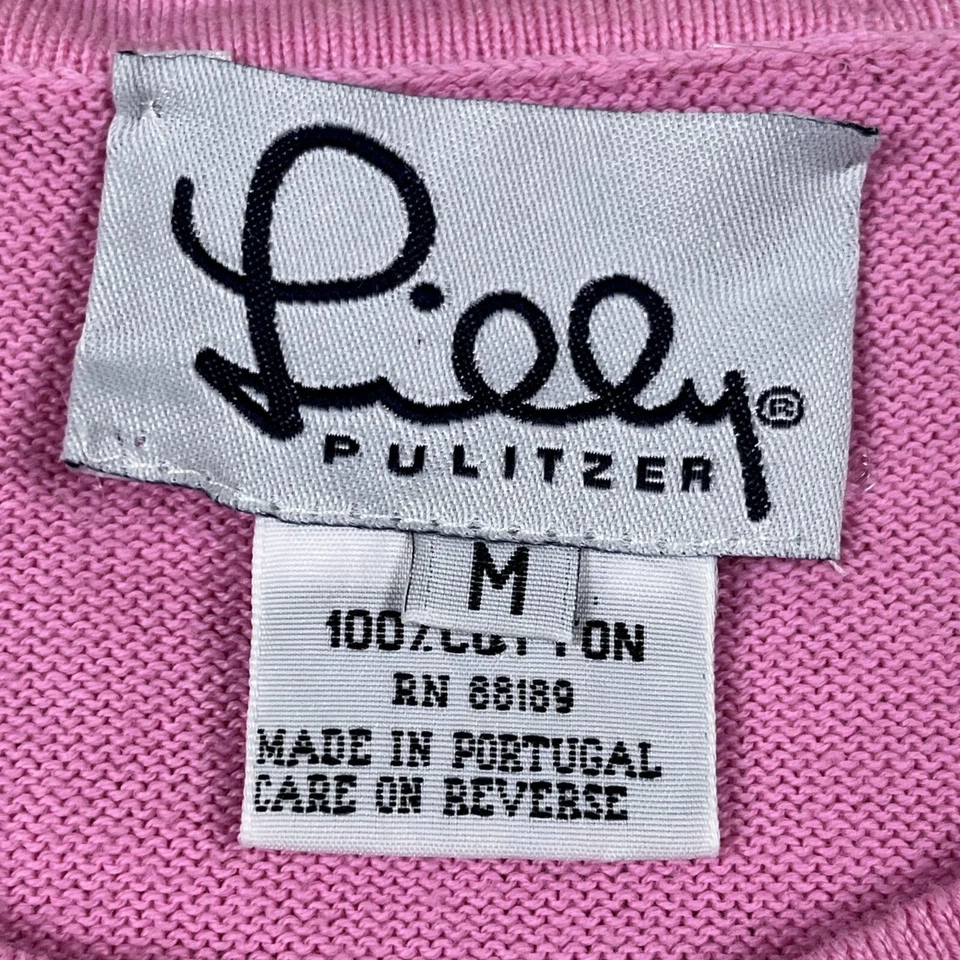 Lilly®
PULITZER
M
100% COTTON
RN 88189
MADE IN PORTUGAL
CARE ON REVERSE